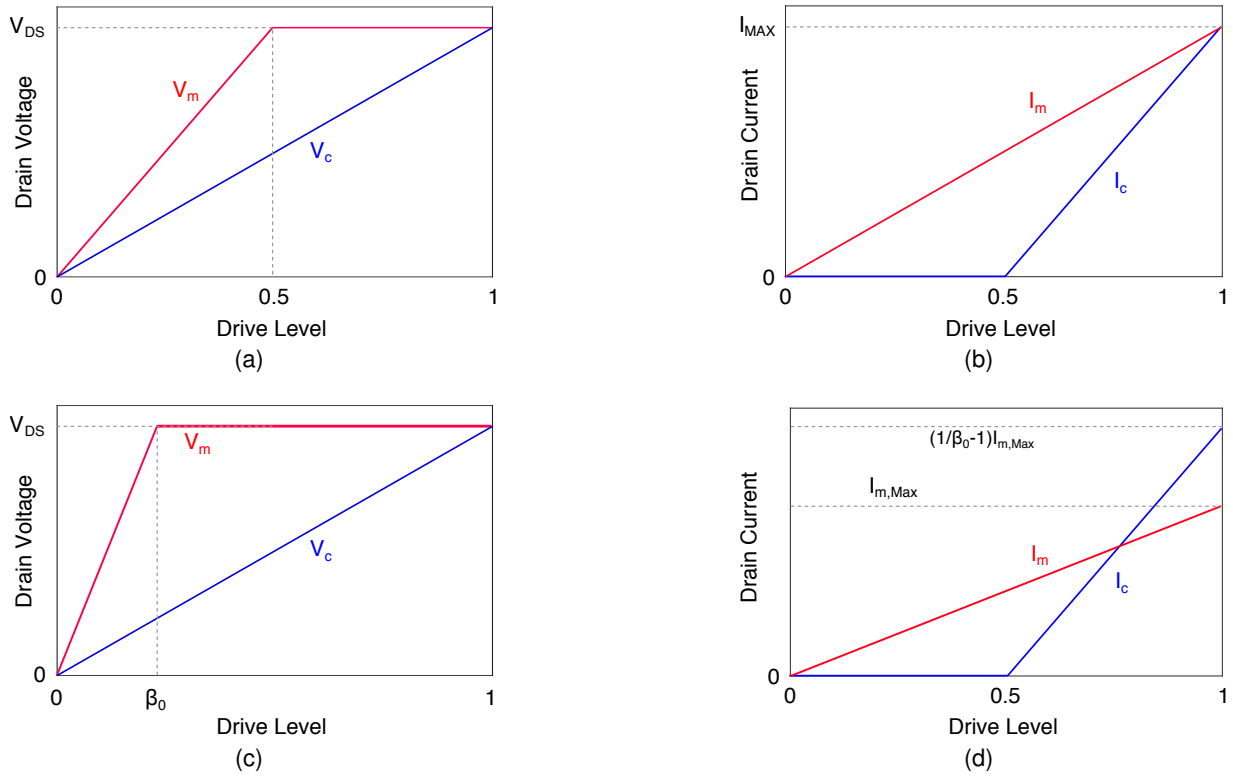 V_DS
Drain Voltage
V_m
V_c
0
0
0.5
1
Drive Level
(a)
I_MAX
Drain Current
I_m
I_c
0
0
0.5
1
Drive Level
(b)
V_DS
Drain Voltage
V_m
V_c
0
0
β_0
1
Drive Level
(c)
(1/β_0-1)I_m,Max
I_m,Max
Drain Current
I_m
I_c
0
0
0.5
1
Drive Level
(d)